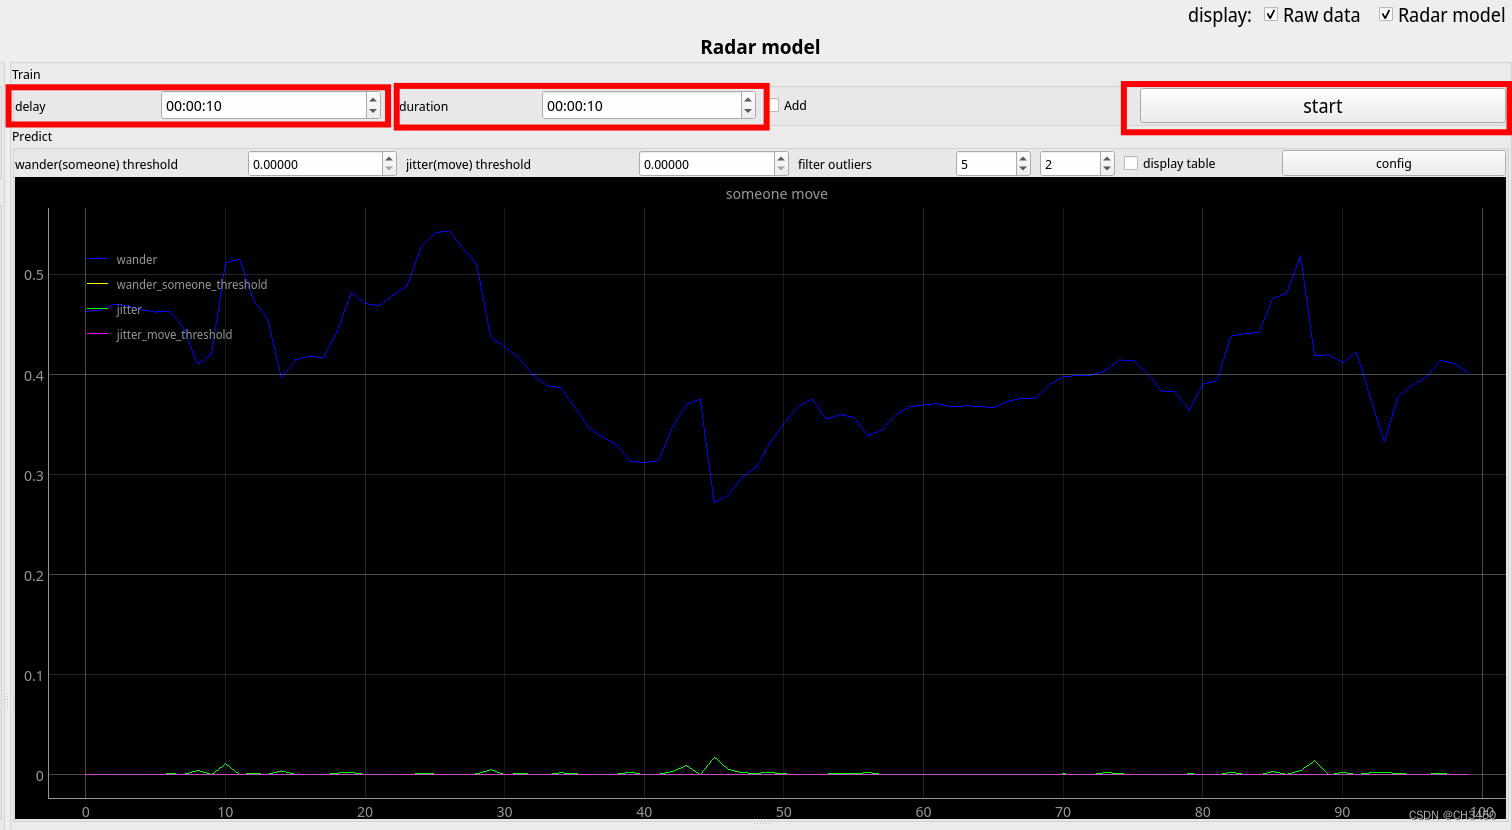 display: Raw data Radar model
Radar model
Train
delay 00:00:10 duration 00:00:10 Add start
Predict
wander(someone) threshold 0.00000 jitter(move) threshold 0.00000 filter outliers 5 2 display table config
someone move
wander
wander_someone_threshold
jitter
jitter_move_threshold
0.5
0.4
0.3
0.2
0.1
0
0 10 20 30 40 50 60 70 80 90 100
CSDN @CH3450